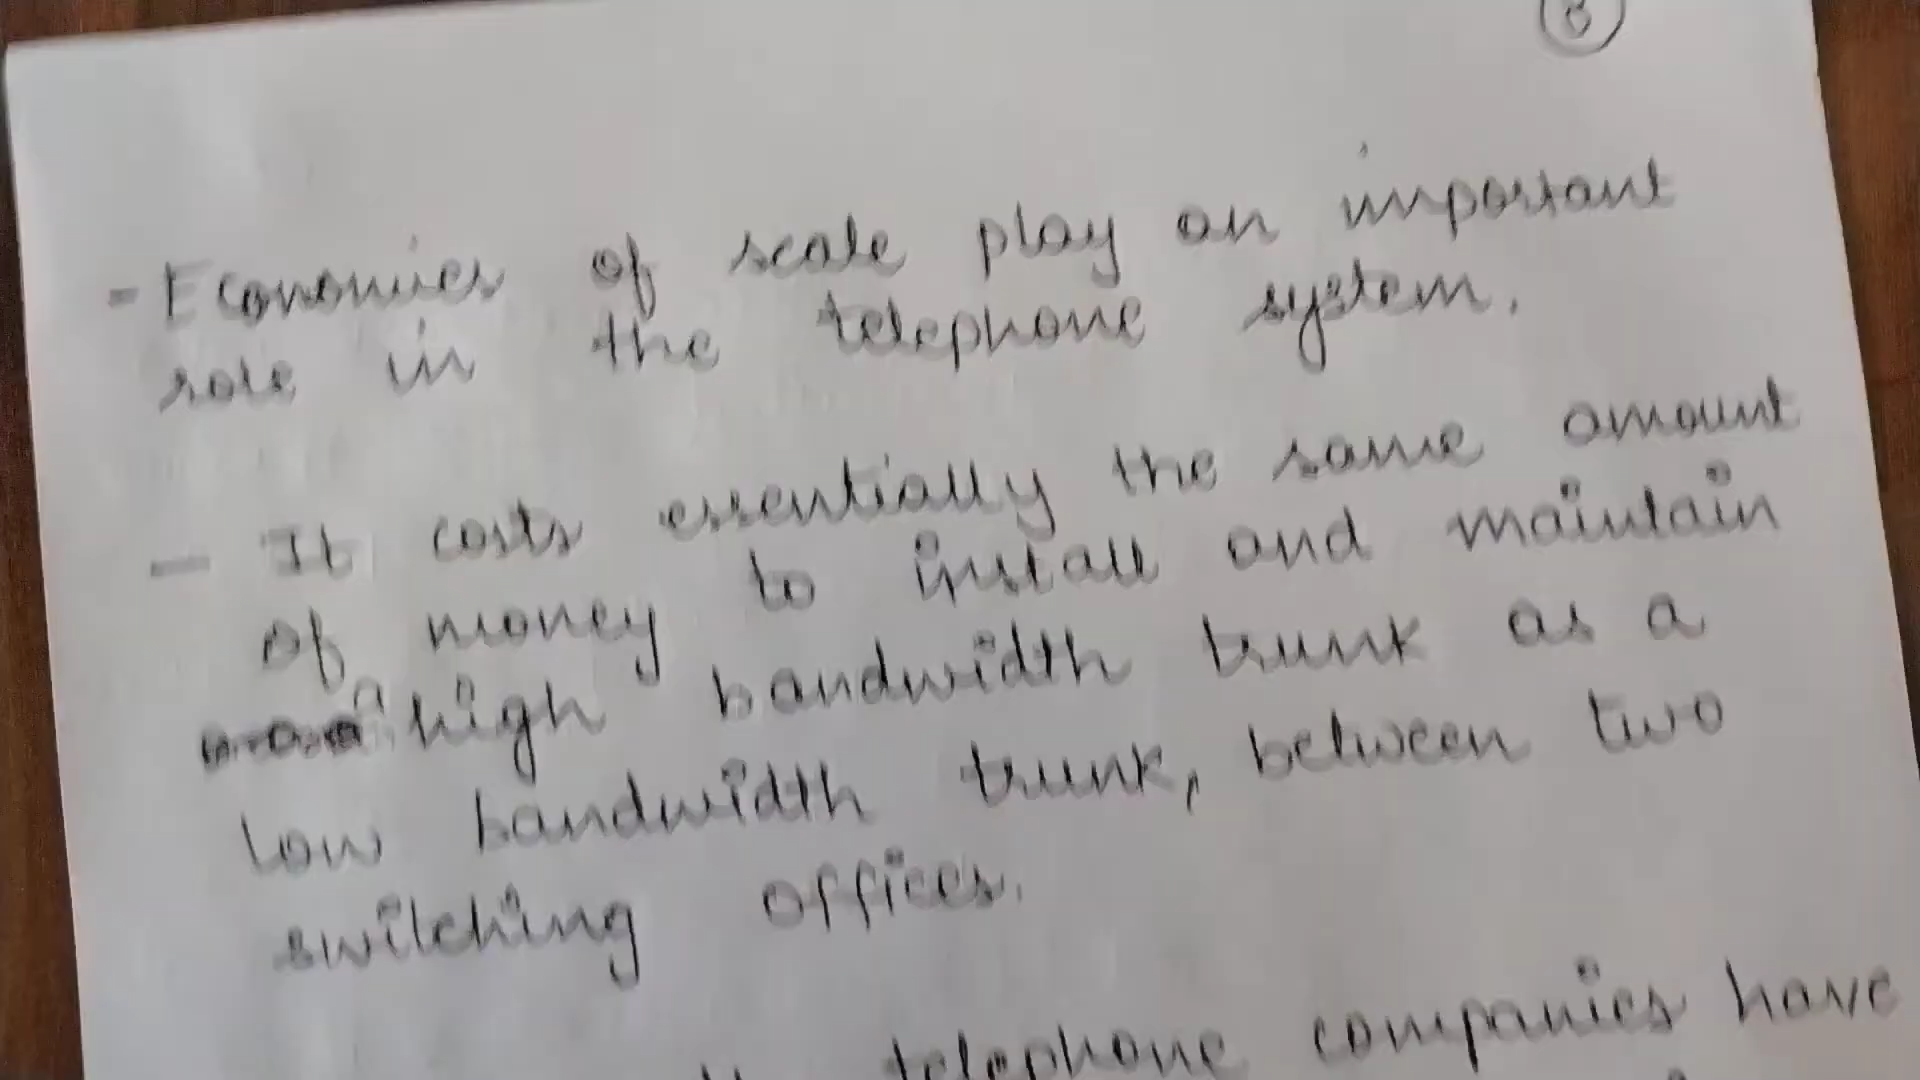 - Economies of scale play an important
role in the telephone system.
- It costs essentially the same amount
of money to install and maintain
a high bandwidth trunk as a
low bandwidth trunk, between two
switching offices.
telephone companies have